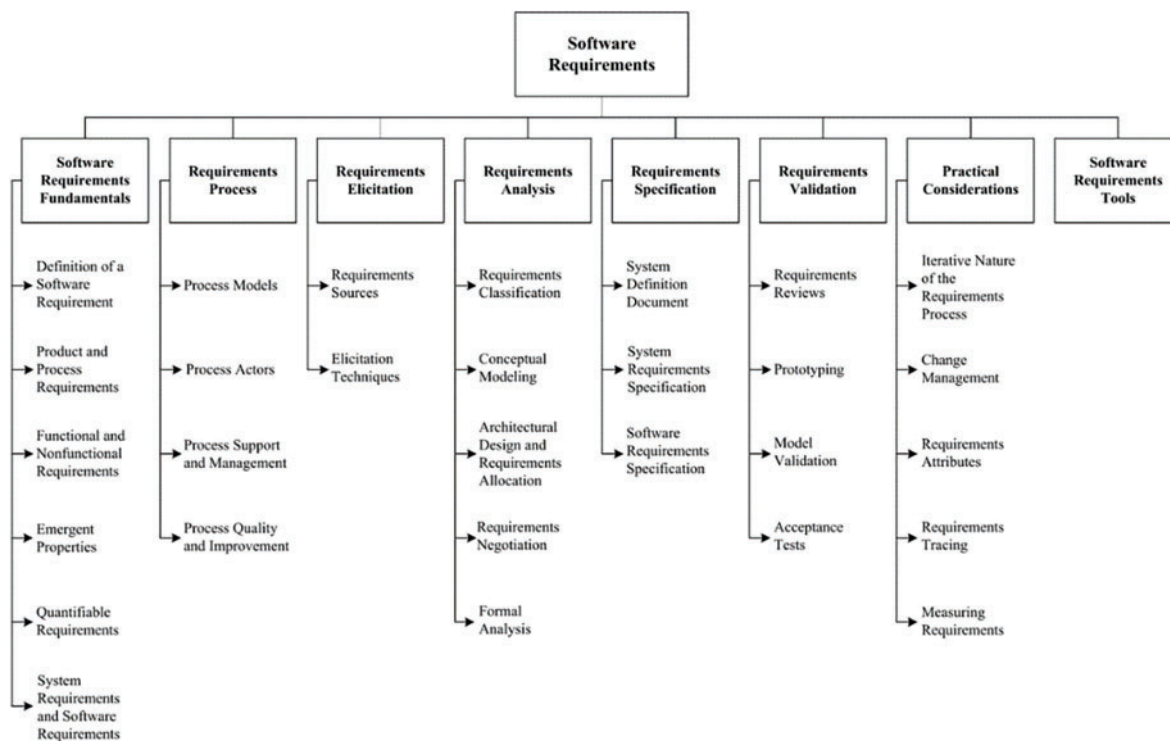 Software
Requirements
Software
Requirements
Fundamentals
Requirements
Process
Requirements
Elicitation
Requirements
Analysis
Requirements
Specification
Requirements
Validation
Practical
Considerations
Software
Requirements
Tools
Definition of a
Software
Requirement
Product and
Process
Requirements
Functional and
Nonfunctional
Requirements
Emergent
Properties
Quantifiable
Requirements
System
Requirements
and Software
Requirements
Process Models
Process Actors
Process Support
and Management
Process Quality
and Improvement
Requirements
Sources
Elicitation
Techniques
Requirements
Classification
Conceptual
Modeling
Architectural
Design and
Requirements
Allocation
Requirements
Negotiation
Formal
Analysis
System
Definition
Document
System
Requirements
Specification
Software
Requirements
Specification
Requirements
Reviews
Prototyping
Model
Validation
Acceptance
Tests
Iterative Nature
of the
Requirements
Process
Change
Management
Requirements
Attributes
Requirements
Tracing
Measuring
Requirements